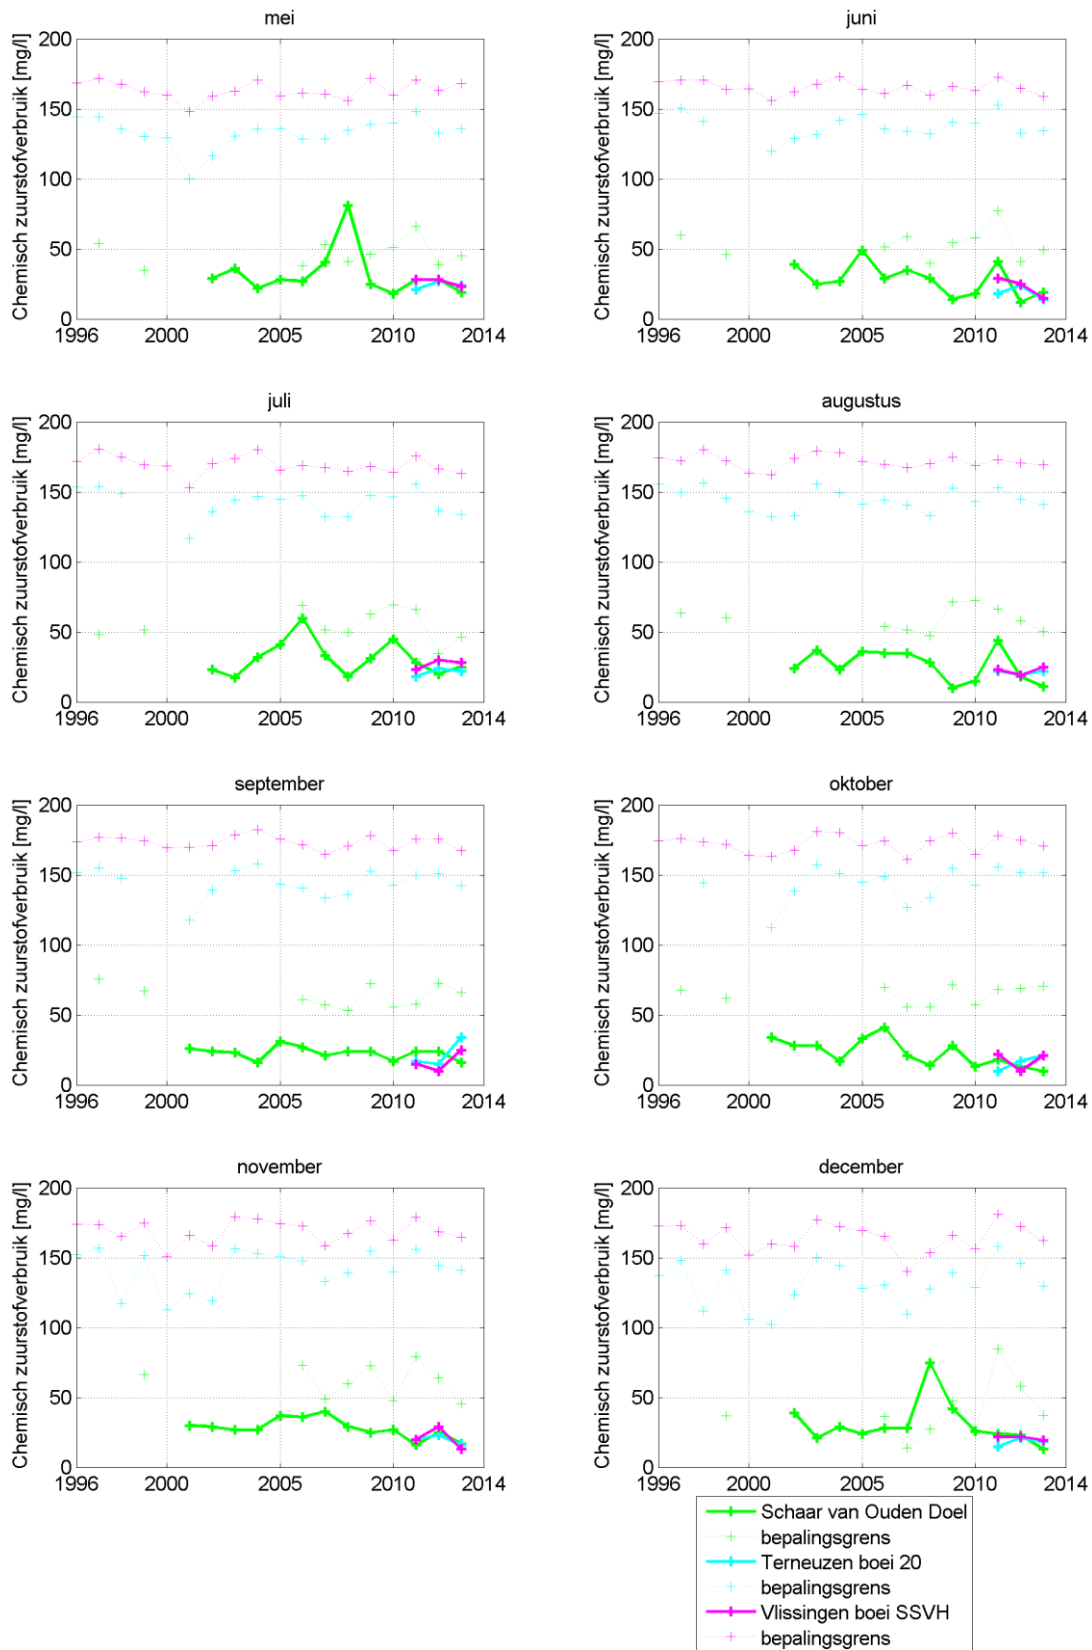 mei
juni
Chemisch zuurstofverbruik [mg/l]
200
150
100
50
0
1996 2000 2005 2010 2014
Chemisch zuurstofverbruik [mg/l]
200
150
100
50
0
1996 2000 2005 2010 2014
juli
augustus
Chemisch zuurstofverbruik [mg/l]
200
150
100
50
0
1996 2000 2005 2010 2014
Chemisch zuurstofverbruik [mg/l]
200
150
100
50
0
1996 2000 2005 2010 2014
september
oktober
Chemisch zuurstofverbruik [mg/l]
200
150
100
50
0
1996 2000 2005 2010 2014
Chemisch zuurstofverbruik [mg/l]
200
150
100
50
0
1996 2000 2005 2010 2014
november
december
Chemisch zuurstofverbruik [mg/l]
200
150
100
50
0
1996 2000 2005 2010 2014
Chemisch zuurstofverbruik [mg/l]
200
150
100
50
0
1996 2000 2005 2010 2014
Schaar van Ouden Doel
bepalingsgrens
Terneuzen boei 20
bepalingsgrens
Vlissingen boei SSVH
bepalingsgrens